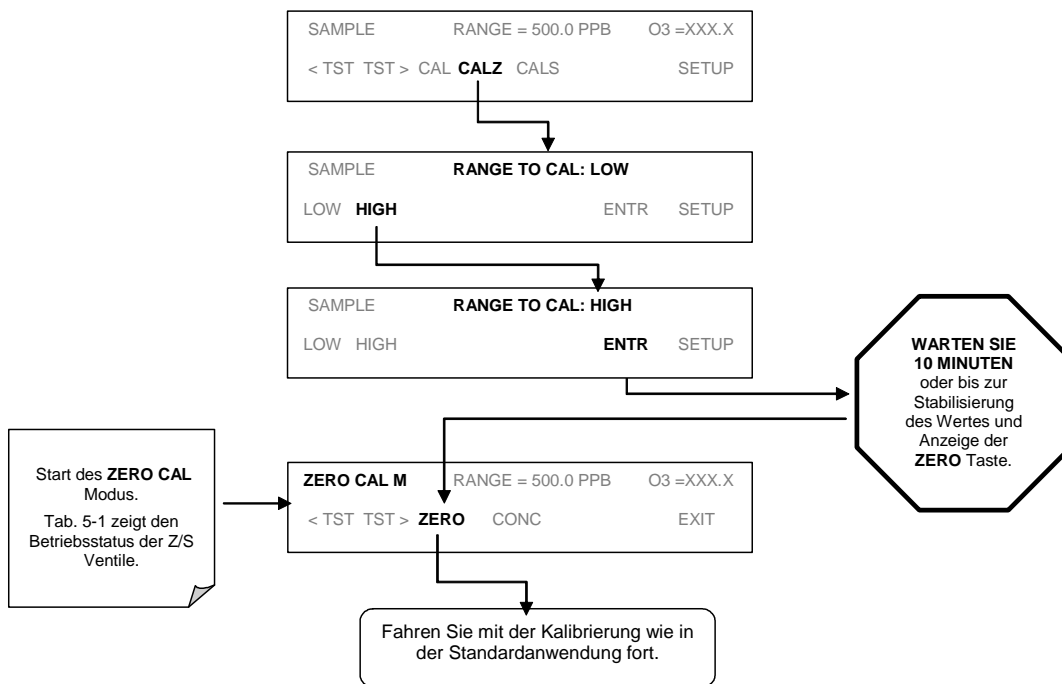 SAMPLE RANGE = 500.0 PPB O3 =XXX.X
< TST TST > CAL CALZ CALS SETUP
SAMPLE RANGE TO CAL: LOW
LOW HIGH ENTR SETUP
SAMPLE RANGE TO CAL: HIGH
LOW HIGH ENTR SETUP
WARTEN SIE
10 MINUTEN
oder bis zur
Stabilisierung
des Wertes und
Anzeige der
ZERO Taste.
Start des ZERO CAL
Modus.
Tab. 5-1 zeigt den
Betriebsstatus der Z/S
Ventile.
ZERO CAL M RANGE = 500.0 PPB O3 =XXX.X
< TST TST > ZERO CONC EXIT
Fahren Sie mit der Kalibrierung wie in
der Standardanwendung fort.